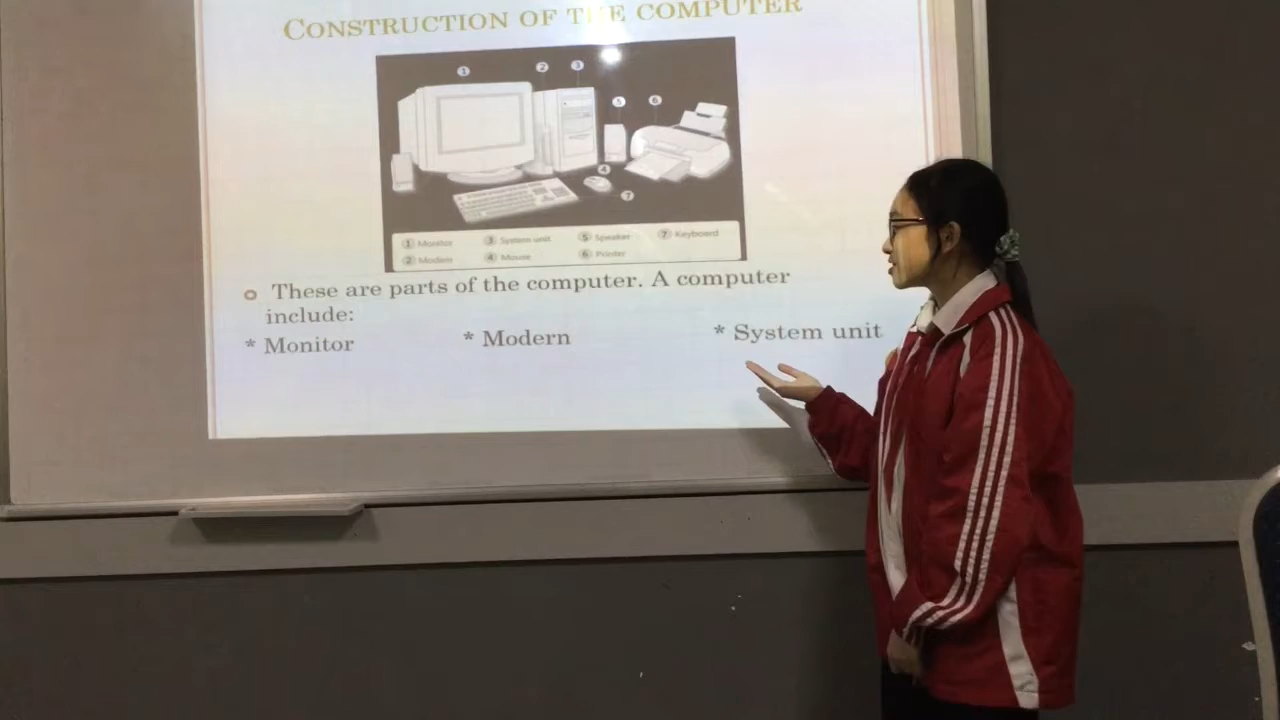 CONSTRUCTION OF THE COMPUTER
1 2 3
5 6
4
7
1 Monitor 3 System unit 5 Speaker 7 Keyboard
2 Modem 4 Mouse 6 Printer
These are parts of the computer. A computer
include:
* Monitor * Modern * System unit